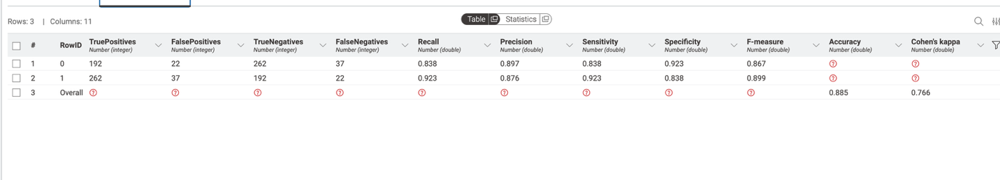 Rows: 3 | Columns: 11 Table Statistics
# RowID TruePositives FalsePositives TrueNegatives FalseNegatives Recall Precision Sensitivity Specificity F-measure Accuracy Cohen's kappa
Number (integer) Number (integer) Number (integer) Number (integer) Number (double) Number (double) Number (double) Number (double) Number (double) Number (double) Number (double)
1 0 192 22 262 37 0.838 0.897 0.838 0.923 0.867 ? ?
2 1 262 37 192 22 0.923 0.876 0.923 0.838 0.899 ? ?
3 Overall ? ? ? ? ? ? ? ? ? 0.885 0.766